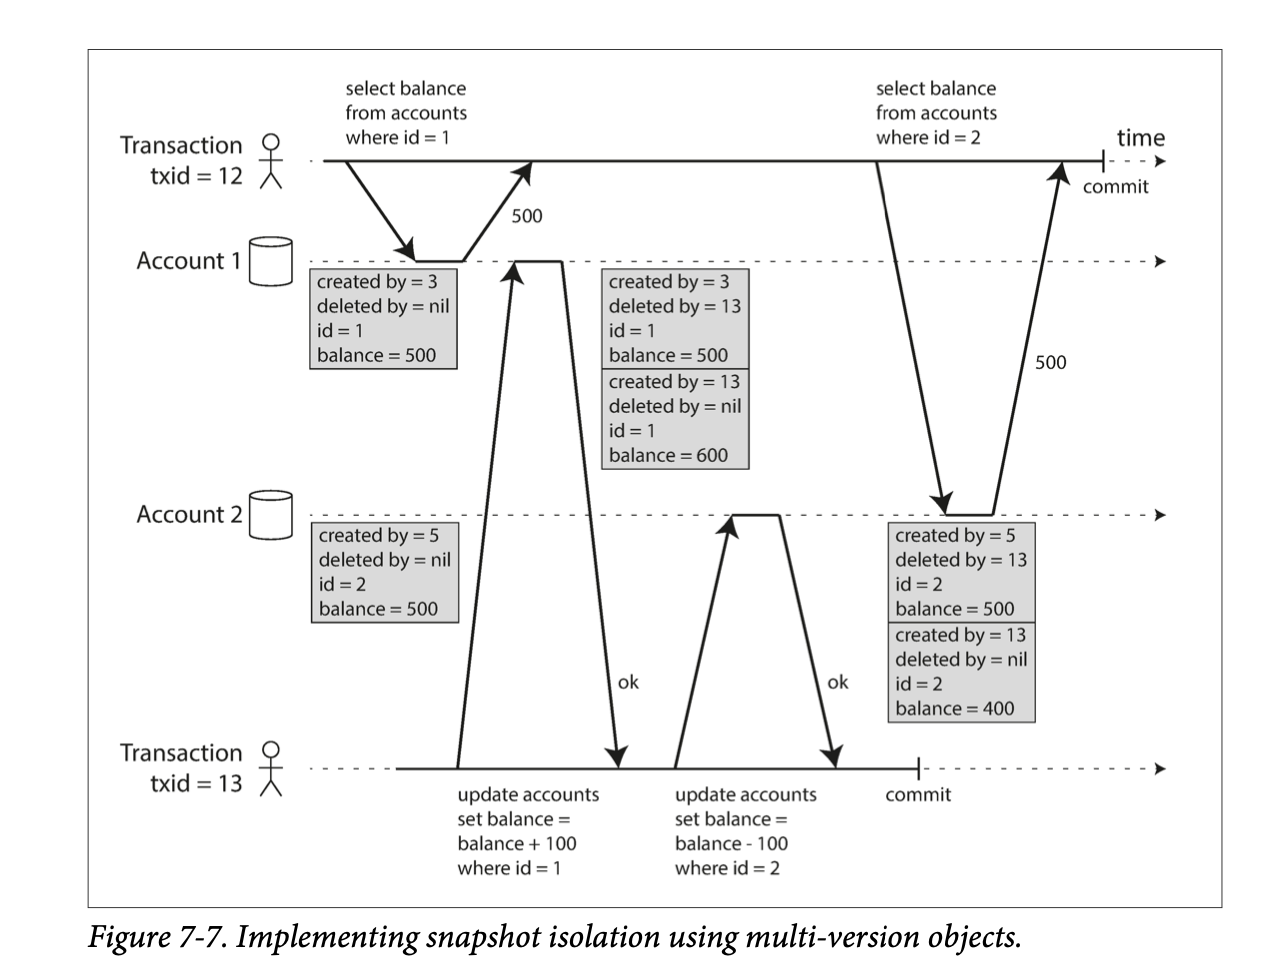 select balance
from accounts
where id = 1
select balance
from accounts
where id = 2
time
Transaction
txid = 12
commit
500
Account 1
created by = 3
deleted by = nil
id = 1
balance = 500
created by = 3
deleted by = 13
id = 1
balance = 500
created by = 13
deleted by = nil
id = 1
balance = 600
500
Account 2
created by = 5
deleted by = nil
id = 2
balance = 500
created by = 5
deleted by = 13
id = 2
balance = 500
created by = 13
deleted by = nil
id = 2
balance = 400
ok
ok
Transaction
txid = 13
update accounts
set balance =
balance + 100
where id = 1
update accounts
set balance =
balance - 100
where id = 2
commit
Figure 7-7. Implementing snapshot isolation using multi-version objects.